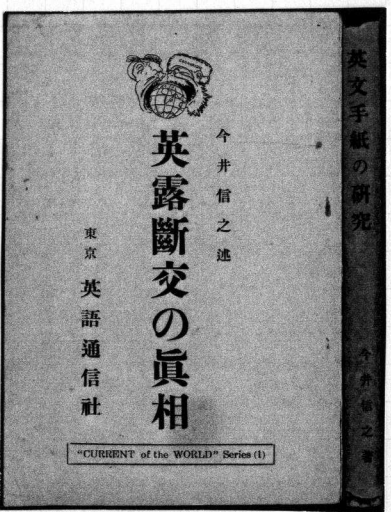 英文手紙の研究
今井信之著
今井信之述
英露斷交の眞相
東京 英語通信社
"CURRENT of the WORLD" Series (1)